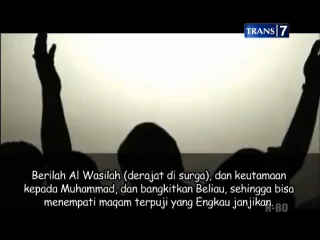 TRANS 7
Berilah Al Wasilah (derajat di surga), dan keutamaan
kepada Muhammad, dan bangkitkan Beliau, sehingga bisa
menempati maqam terpuji yang Engkau janjikan.
R-BO